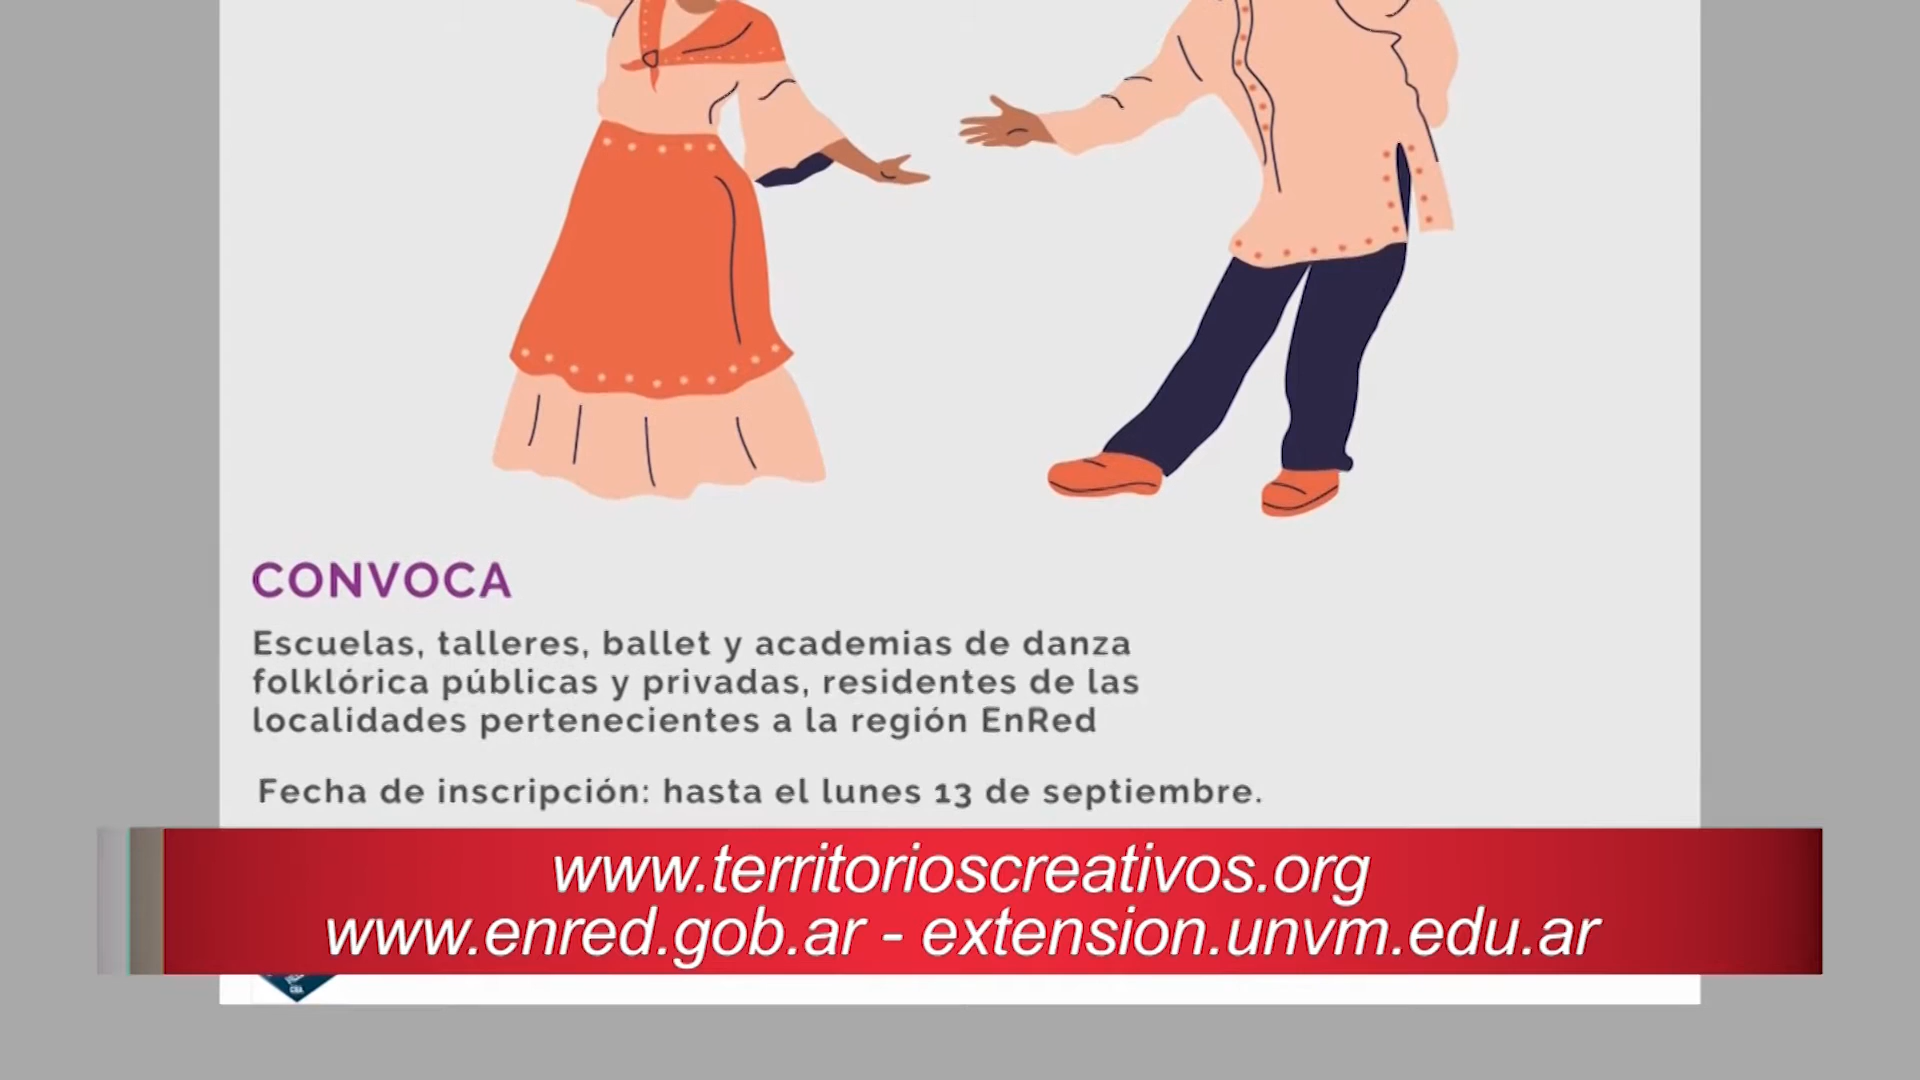 CONVOCA
Escuelas, talleres, ballet y academias de danza
folklórica públicas y privadas, residentes de las
localidades pertenecientes a la región EnRed
Fecha de inscripción: hasta el lunes 13 de septiembre.
www.territorioscreativos.org
www.enred.gob.ar - extension.unvm.edu.ar
CBA